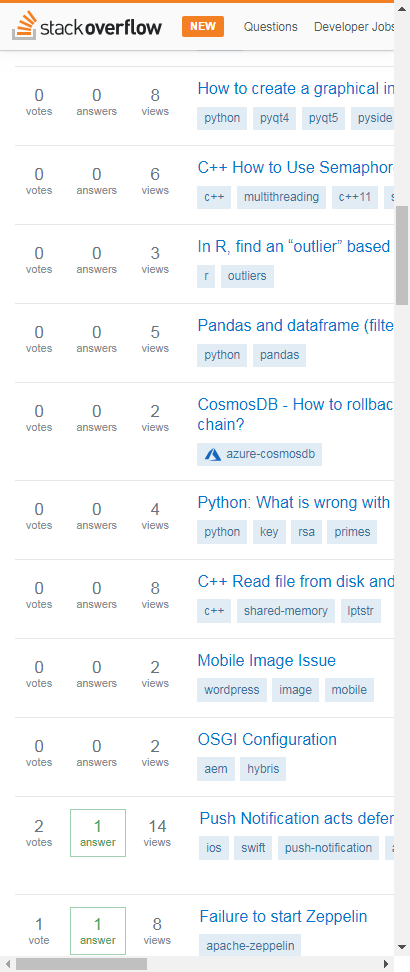 stackoverflow NEW Questions Developer Jobs
0 0 8 How to create a graphical in
votes answers views
python pyqt4 pyqt5 pyside
0 0 6 C++ How to Use Semaphor
votes answers views
c++ multithreading c++11 s
0 0 3 In R, find an “outlier” based
votes answers views
r outliers
0 0 5 Pandas and dataframe (filte
votes answers views
python pandas
0 0 2 CosmosDB - How to rollbac
votes answers views
chain?
azure-cosmosdb
0 0 4 Python: What is wrong with
votes answers views
python key rsa primes
0 0 8 C++ Read file from disk and
votes answers views
c++ shared-memory lptstr
0 0 2 Mobile Image Issue
votes answers views
wordpress image mobile
0 0 2 OSGI Configuration
votes answers views
aem hybris
2 1 14 Push Notification acts defer
votes answer views
ios swift push-notification
1 1 8 Failure to start Zeppelin
vote answer views
apache-zeppelin